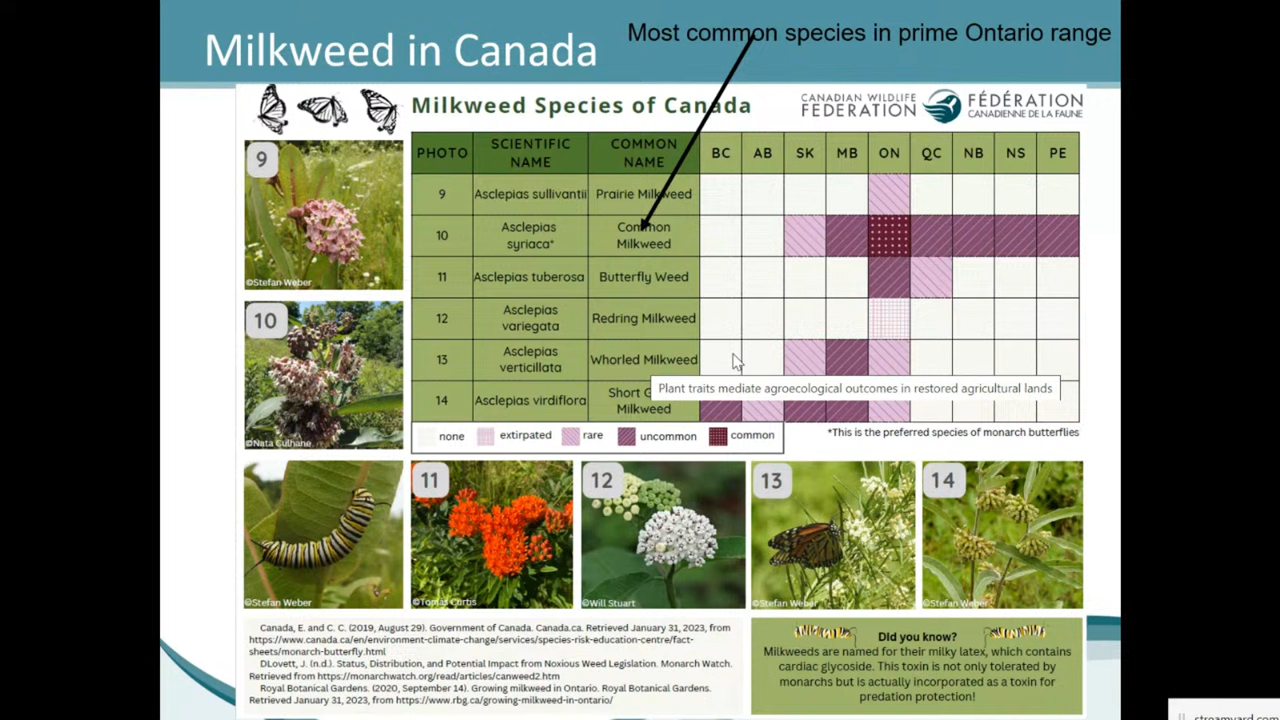 Most common species in prime Ontario range
Milkweed in Canada
Milkweed Species of Canada
CANADIAN WILDLIFE
FEDERATION
FÉDÉRATION
CANADIENNE DE LA FAUNE
PHOTO
SCIENTIFIC
NAME
COMMON
NAME
BC AB SK MB ON QC NB NS PE
9 Asclepias sullivantii Prairie Milkweed
10 Asclepias
syriaca*
Common
Milkweed
11 Asclepias tuberosa Butterfly Weed
12 Asclepias
variegata
Redring Milkweed
13 Asclepias
verticillata
Whorled Milkweed
Plant traits mediate agroecological outcomes in restored agricultural lands
14 Asclepias virdiflora Short
Milkweed
none extirpated rare uncommon common
*This is the preferred species of monarch butterflies
9
©Stefan Weber
10
©Nata Culhane
©Stefan Weber
11
©Tomas Curtis
12
©Will Stuart
13
©Stefan Weber
14
©Stefan Weber
Canada, E. and C. C. (2019, August 29). Government of Canada. Canada.ca. Retrieved January 31, 2023, from
https://www.canada.ca/en/environment-climate-change/services/species-risk-education-centre/fact-
sheets/monarch-butterfly.html
DLovett, J. (n.d.). Status, Distribution, and Potential Impact from Noxious Weed Legislation. Monarch Watch.
Retrieved from https://monarchwatch.org/read/articles/canweed2.htm
Royal Botanical Gardens. (2020, September 14). Growing milkweed in Ontario. Royal Botanical Gardens.
Retrieved January 31, 2023, from https://www.rbg.ca/growing-milkweed-in-ontario/
Did you know?
Milkweeds are named for their milky latex, which contains
cardiac glycoside. This toxin is not only tolerated by
monarchs but is actually incorporated as a toxin for
predation protection!